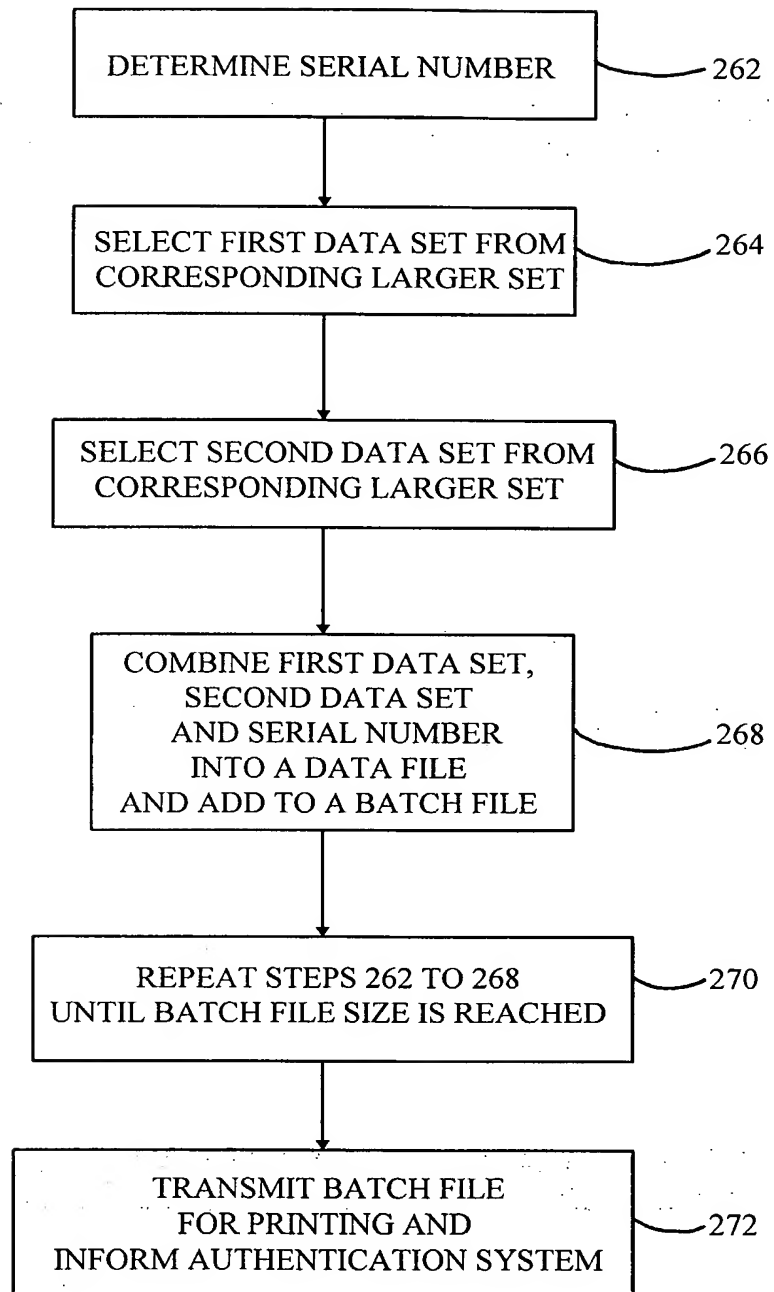 DETERMINE SERIAL NUMBER
262
SELECT FIRST DATA SET FROM
CORRESPONDING LARGER SET
264
SELECT SECOND DATA SET FROM
CORRESPONDING LARGER SET
266
COMBINE FIRST DATA SET,
SECOND DATA SET
AND SERIAL NUMBER
INTO A DATA FILE
AND ADD TO A BATCH FILE
268
REPEAT STEPS 262 TO 268
UNTIL BATCH FILE SIZE IS REACHED
270
TRANSMIT BATCH FILE
FOR PRINTING AND
INFORM AUTHENTICATION SYSTEM
272